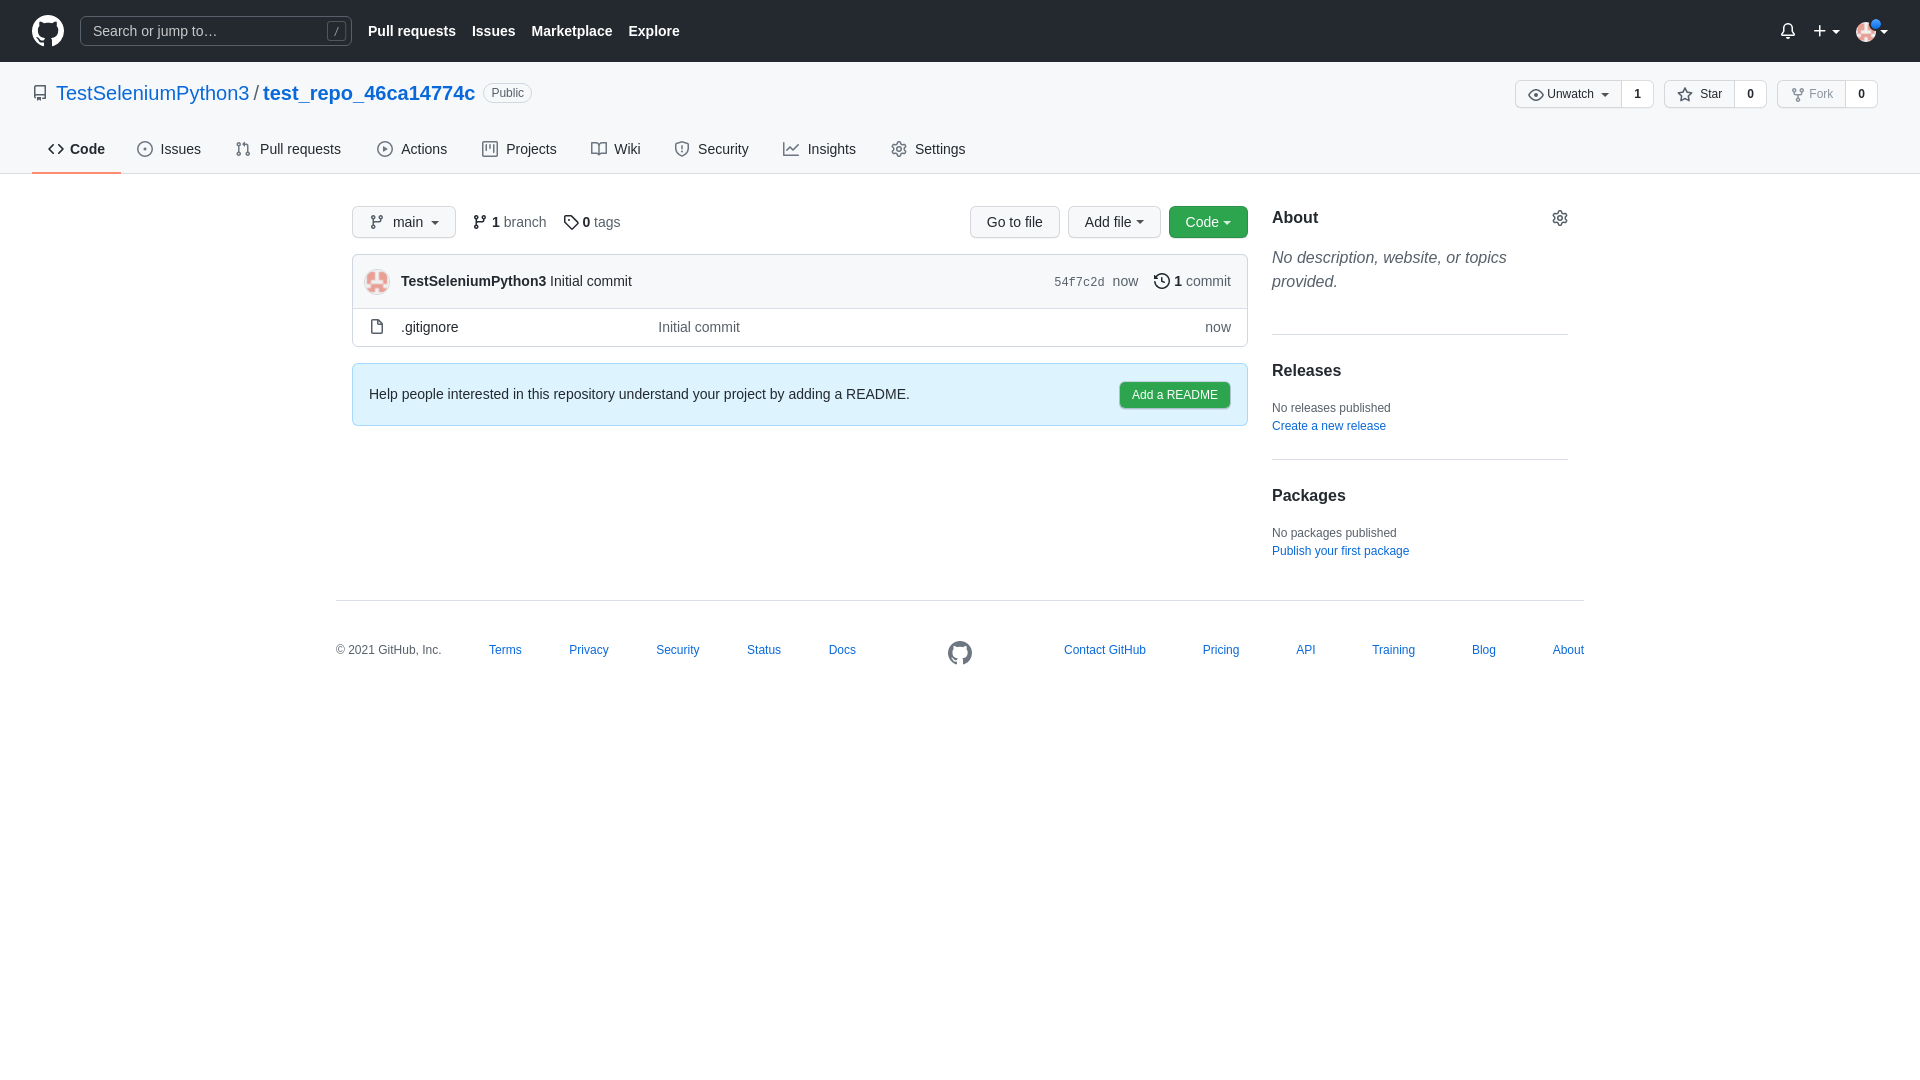 Search or jump to…
/
Pull requests Issues Marketplace Explore
TestSeleniumPython3 / test_repo_46ca14774c Public
Unwatch 1 Star 0 Fork 0
Code Issues Pull requests Actions Projects Wiki Security Insights Settings
main 1 branch 0 tags Go to file Add file Code
TestSeleniumPython3 Initial commit 54f7c2d now 1 commit
.gitignore Initial commit now
Help people interested in this repository understand your project by adding a README. Add a README
About
No description, website, or topics
provided.
Releases
No releases published
Create a new release
Packages
No packages published
Publish your first package
© 2021 GitHub, Inc. Terms Privacy Security Status Docs Contact GitHub Pricing API Training Blog About